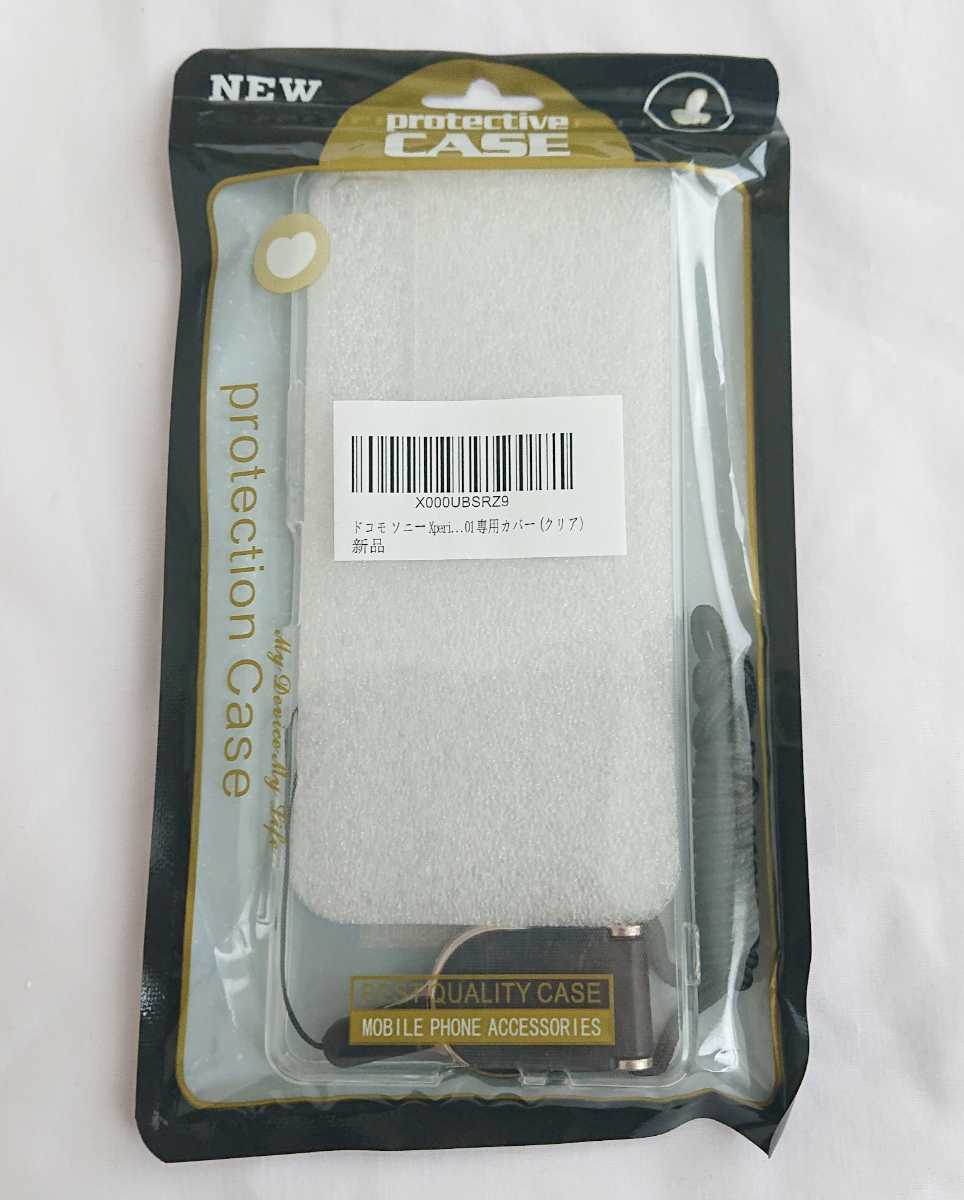 NEW
protective
CASE
protection Case
My Device My Life
X000UBSRZ9
ドコモ ソニー Xperi...01専用カバー (クリア)
新品
BEST QUALITY CASE
MOBILE PHONE ACCESSORIES